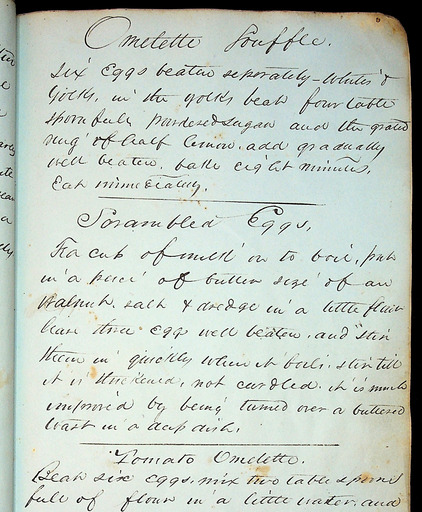 Omelette Souffle.
Six Eggs beaten seperately - Whites &
Yolks, in the yolks beat four table
spoonfuls powdered sugar and the grated
ring of half lemon, add gradually
well beaten, bake eight minutes,
Eat immediately.
Scrambled Eggs,
Tea cup of milk on to boil, put
in a piece of butter size of an
Walnut, salt & dredge in a little flour
have three eggs well beaten, and stir
them in quickly when it boils, stir till
it is thickened, not curdled. it is much
improved by being turned over a buttered
toast in a deep dish.
Tomato Omelette.
Beat six eggs, mix two table spoons
full of flour in a little water, and